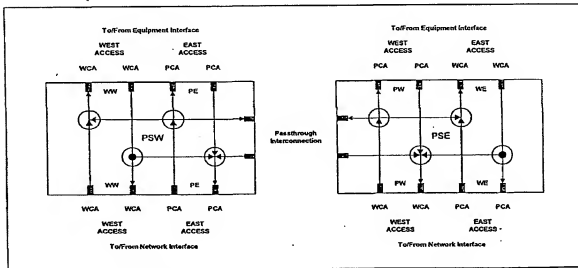 To/From Equipment Interface To/From Equipment Interface
WEST ACCESS EAST ACCESS WEST ACCESS EAST ACCESS
WCA WCA PCA PCA PCA PCA WCA WCA
WW PE PW WE
PSW Passthrough Interconnection PSE
WW PE PW WE
WCA WCA PCA PCA WCA WCA PCA PCA
WEST ACCESS EAST ACCESS WEST ACCESS EAST ACCESS
To/From Network Interface To/From Network Interface